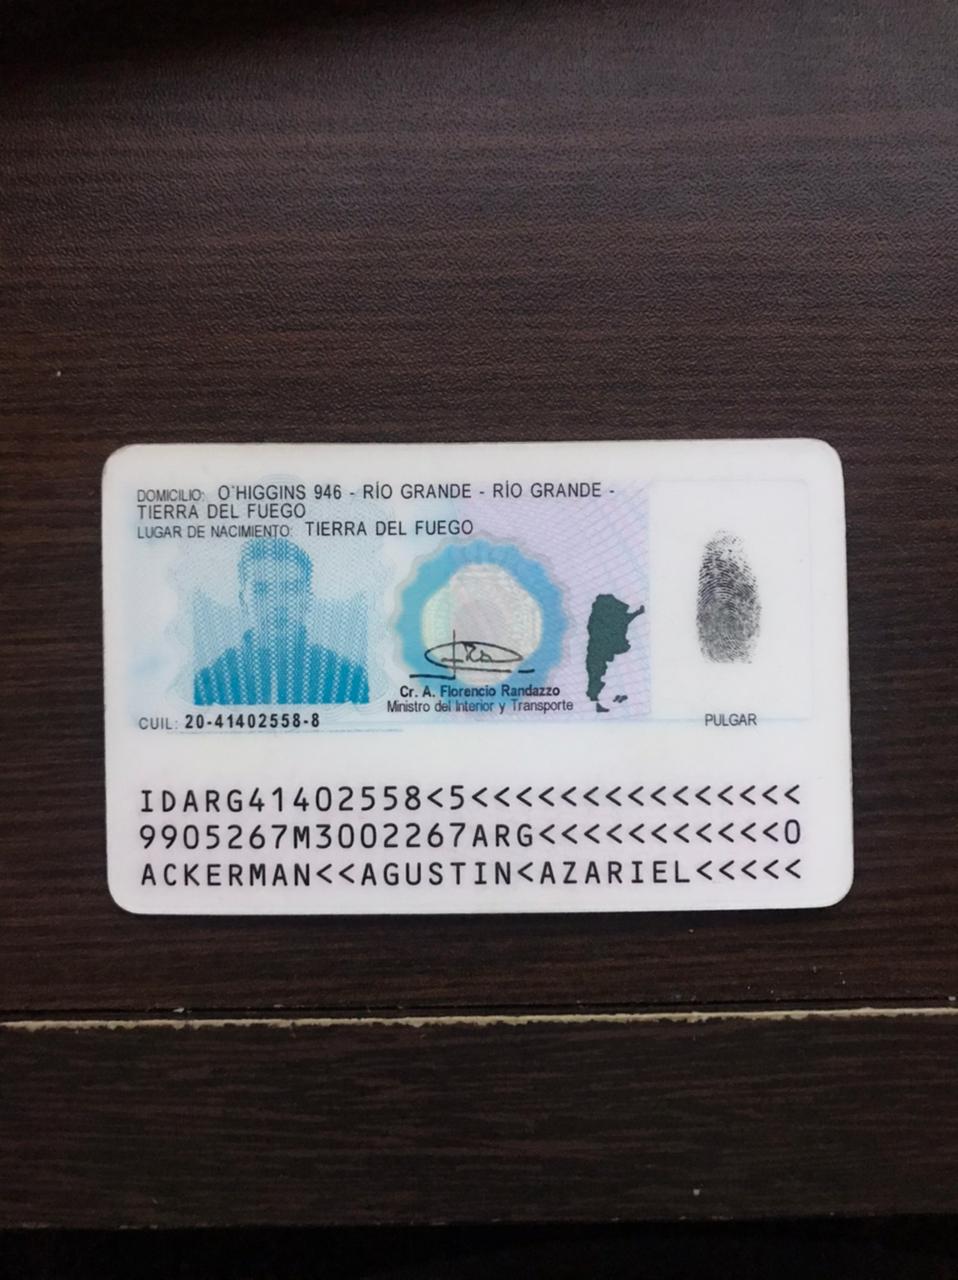 DOMICILIO: O'HIGGINS 946 - RÍO GRANDE - RÍO GRANDE -
TIERRA DEL FUEGO
LUGAR DE NACIMIENTO: TIERRA DEL FUEGO
Cr. A. Florencio Randazzo
Ministro del Interior y Transporte
CUIL: 20-41402558-8
PULGAR
IDARG41402558<5<<<<<<<<<<<<<<<<<
9905267M3002267ARG<<<<<<<<<<<<0
ACKERMAN<<AGUSTIN<AZARIEL<<<<<